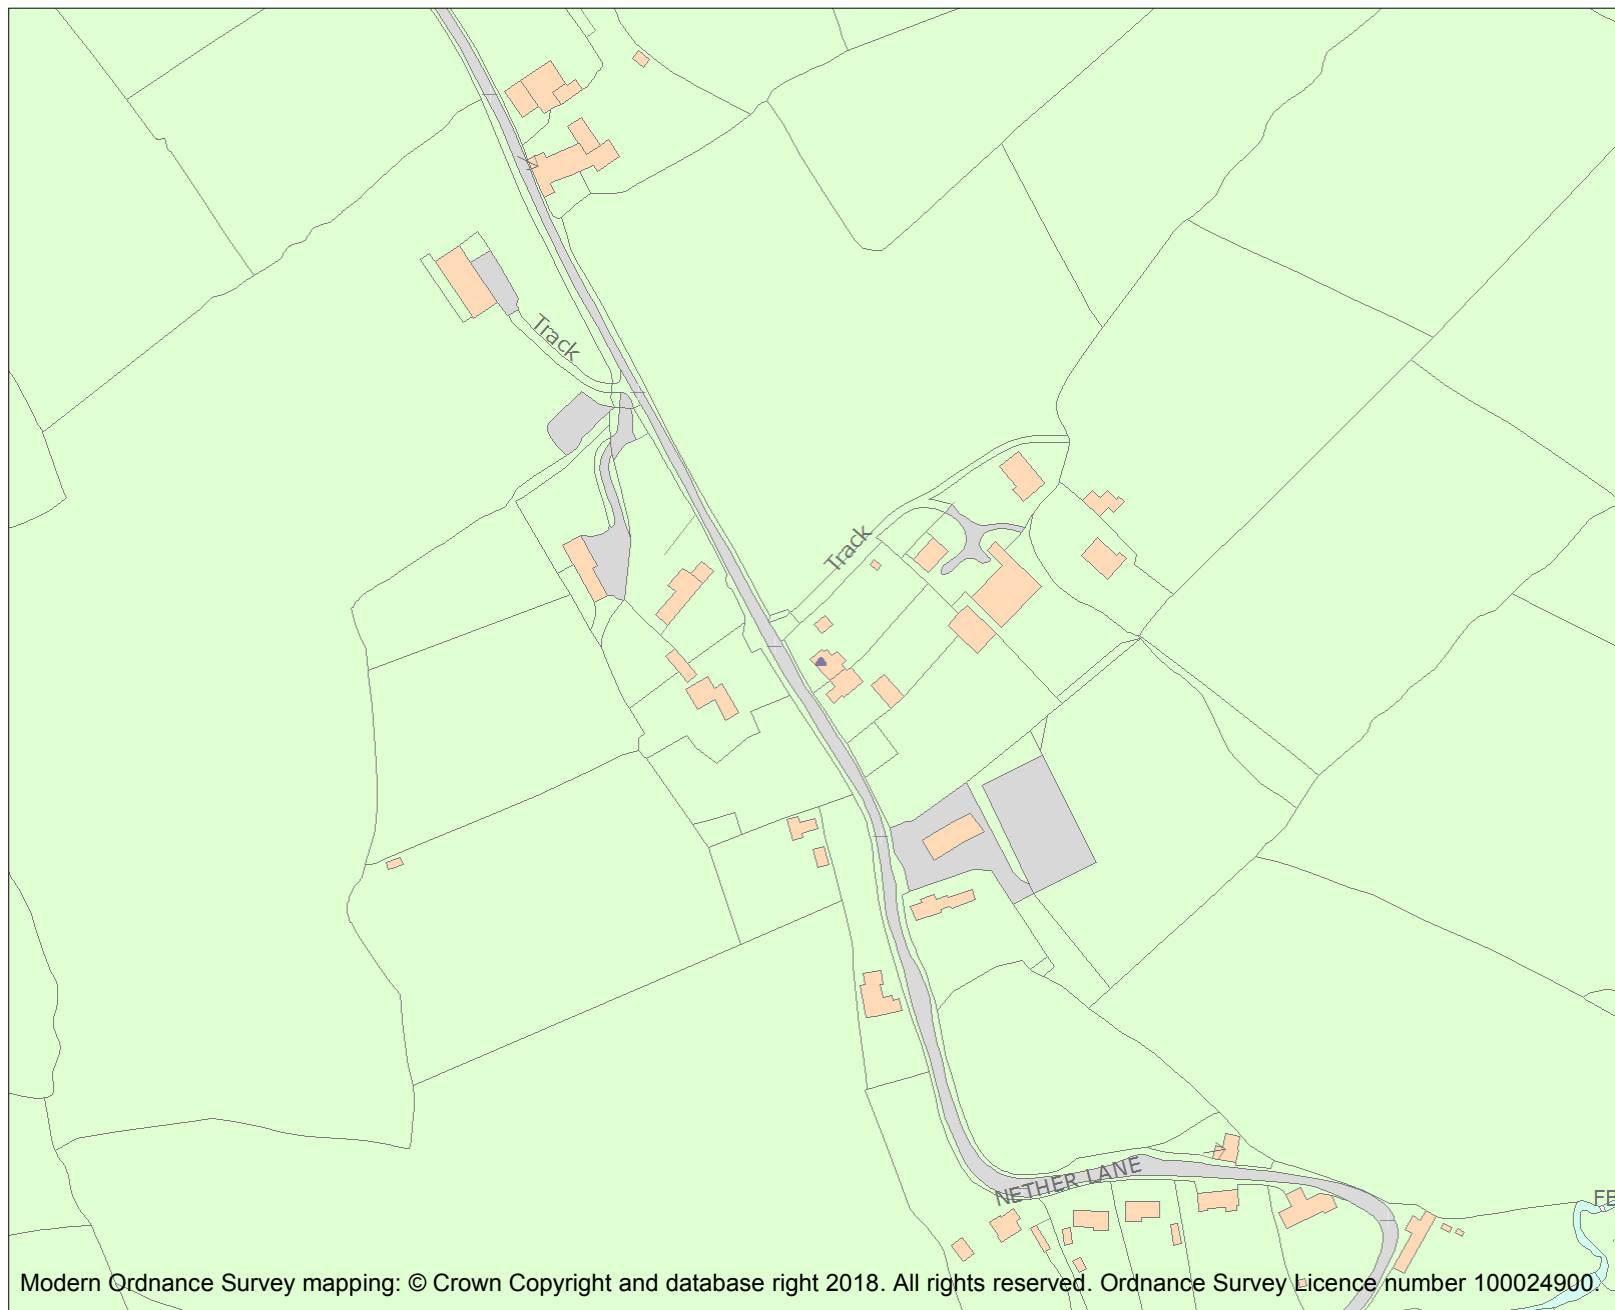 Track
Track
NETHER LANE
FE
Modern Ordnance Survey mapping: © Crown Copyright and database right 2018. All rights reserved. Ordnance Survey Licence number 100024900.